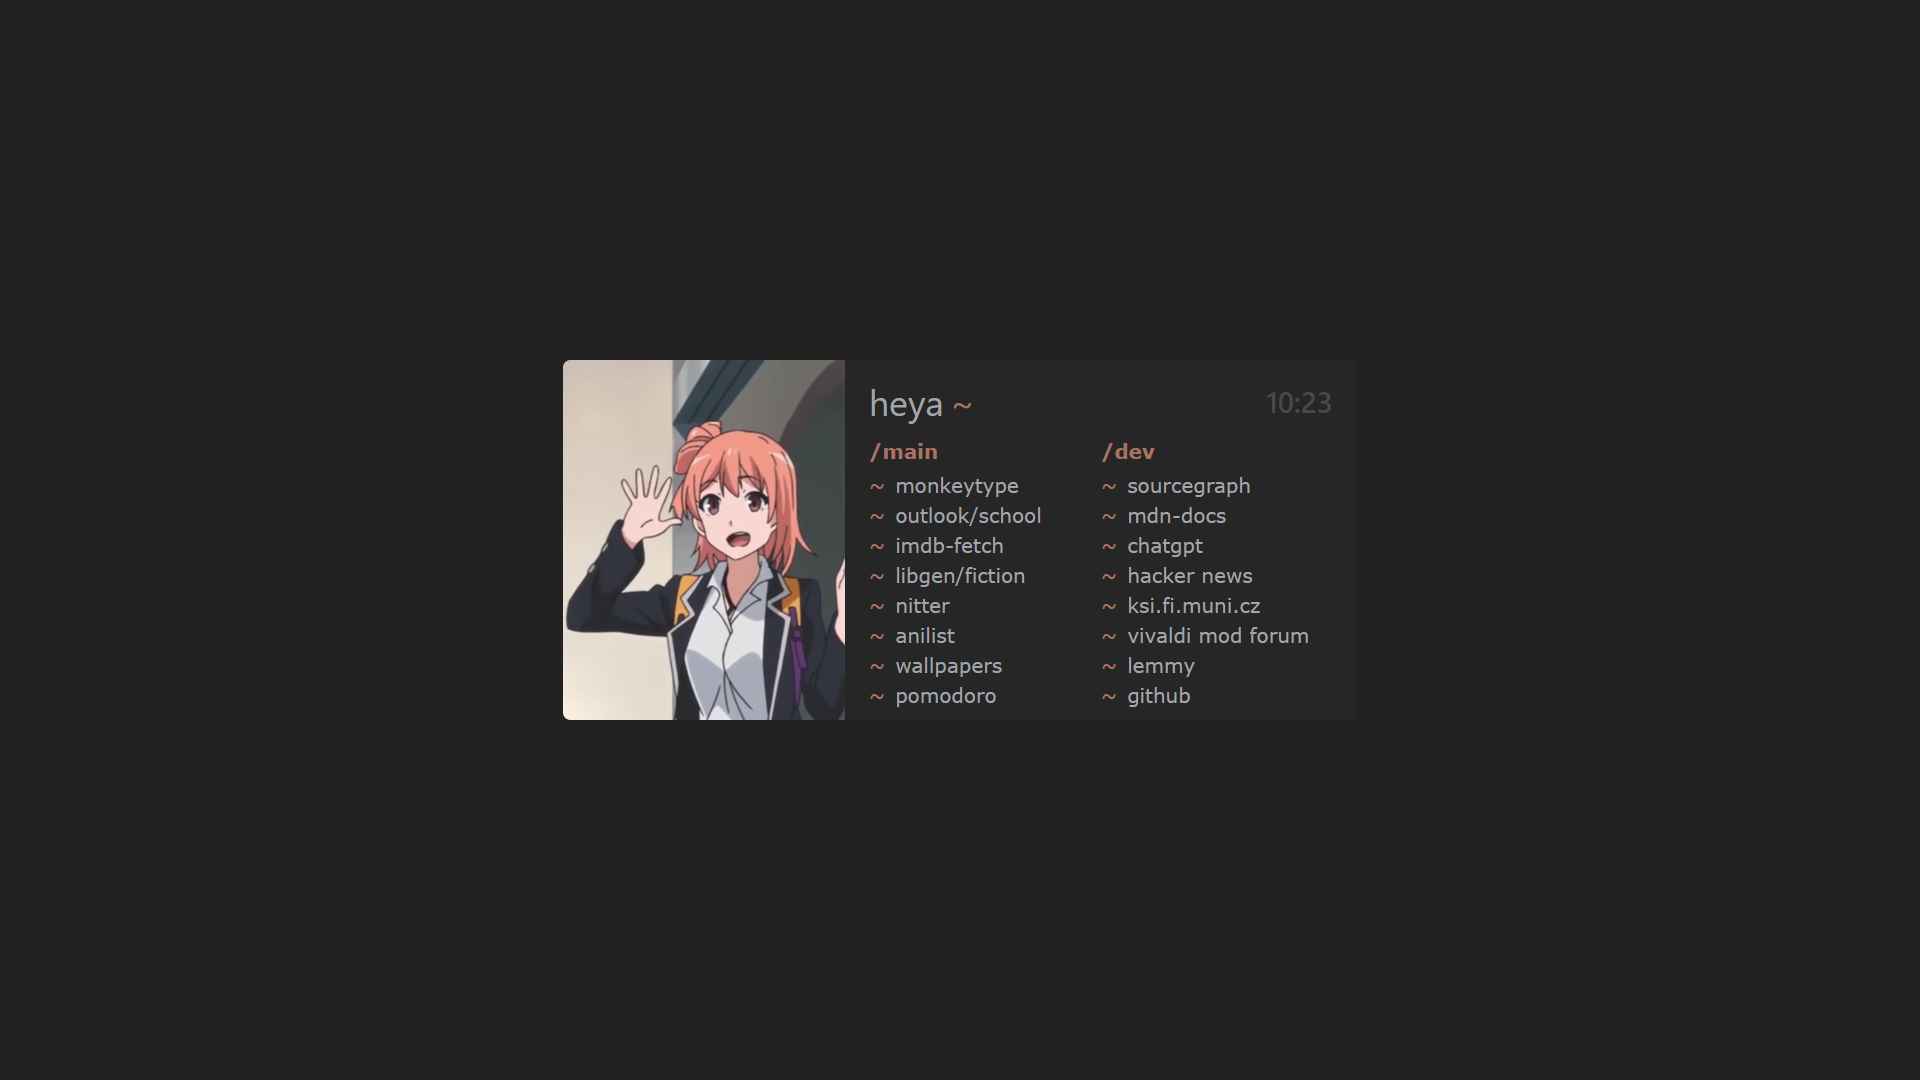 heya ~
10:23
/main
~ monkeytype
~ outlook/school
~ imdb-fetch
~ libgen/fiction
~ nitter
~ anilist
~ wallpapers
~ pomodoro
/dev
~ sourcegraph
~ mdn-docs
~ chatgpt
~ hacker news
~ ksi.fi.muni.cz
~ vivaldi mod forum
~ lemmy
~ github